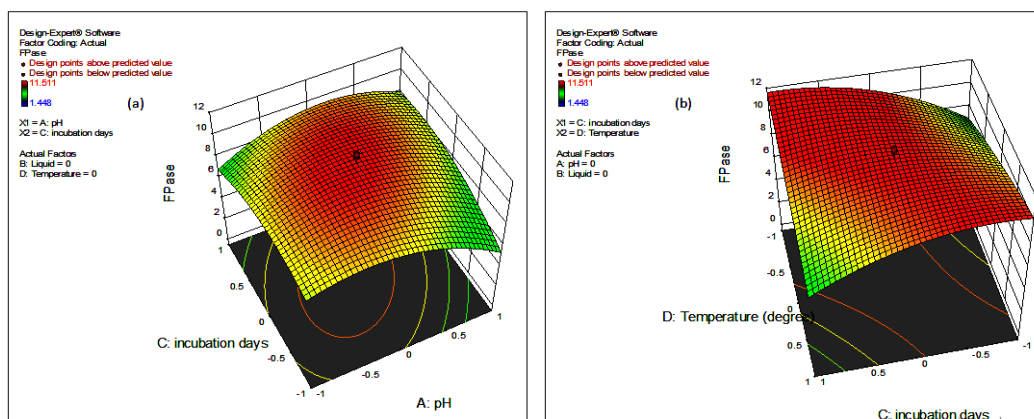 Design-Expert® Software
Factor Coding: Actual
FPase
Design points above predicted value
Design points below predicted value
11.511
1.448
X1 = A: pH
X2 = C: incubation days
Actual Factors
B: Liquid = 0
D: Temperature = 0
(a)
12
10
8
6
4
2
0
FPase
1
0.5
0
-0.5
-1
C: incubation days
-1
-0.5
0
0.5
1
A: pH
Design-Expert® Software
Factor Coding: Actual
FPase
Design points above predicted value
Design points below predicted value
11.511
1.448
X1 = C: incubation days
X2 = D: Temperature
Actual Factors
A: pH = 0
B: Liquid = 0
(b)
12
10
8
6
4
2
0
FPase
-1
-0.5
0
0.5
1
D: Temperature (degree)
1
0.5
0
-0.5
-1
C: incubation days